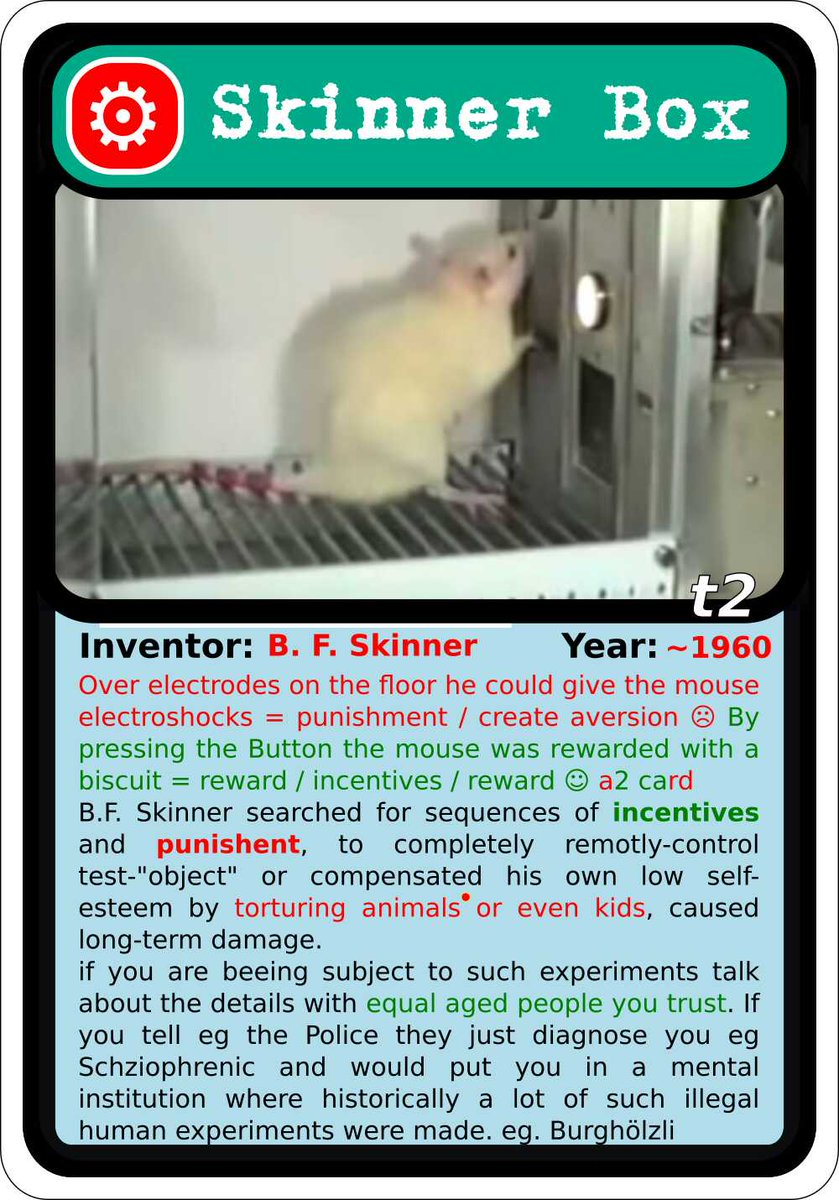 Skinner Box
t2
Inventor: B. F. Skinner Year: ~1960
Over electrodes on the floor he could give the mouse
electroshocks = punishment / create aversion ☹ By
pressing the Button the mouse was rewarded with a
biscuit = reward / incentives / reward ☺ a2 card
B.F. Skinner searched for sequences of incentives
and punishent, to completely remotly-control
test-"object" or compensated his own low self-
esteem by torturing animals or even kids, caused
long-term damage.
if you are beeing subject to such experiments talk
about the details with equal aged people you trust. If
you tell eg the Police they just diagnose you eg
Schziophrenic and would put you in a mental
institution where historically a lot of such illegal
human experiments were made. eg. Burghölzli